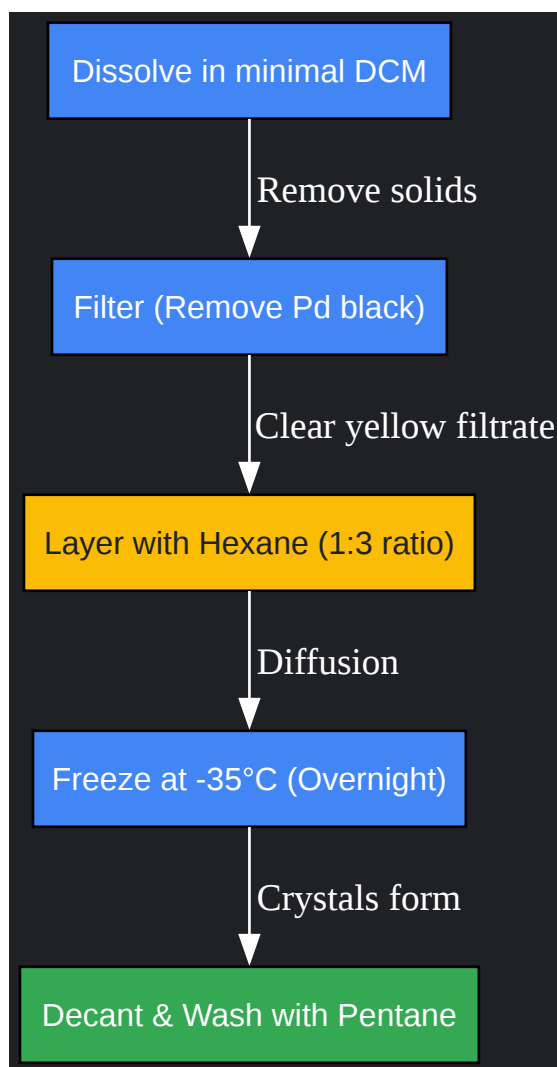 Dissolve in minimal DCM
Remove solids
Filter (Remove Pd black)
Clear yellow filtrate
Layer with Hexane (1:3 ratio)
Diffusion
Freeze at -35°C (Overnight)
Crystals form
Decant & Wash with Pentane